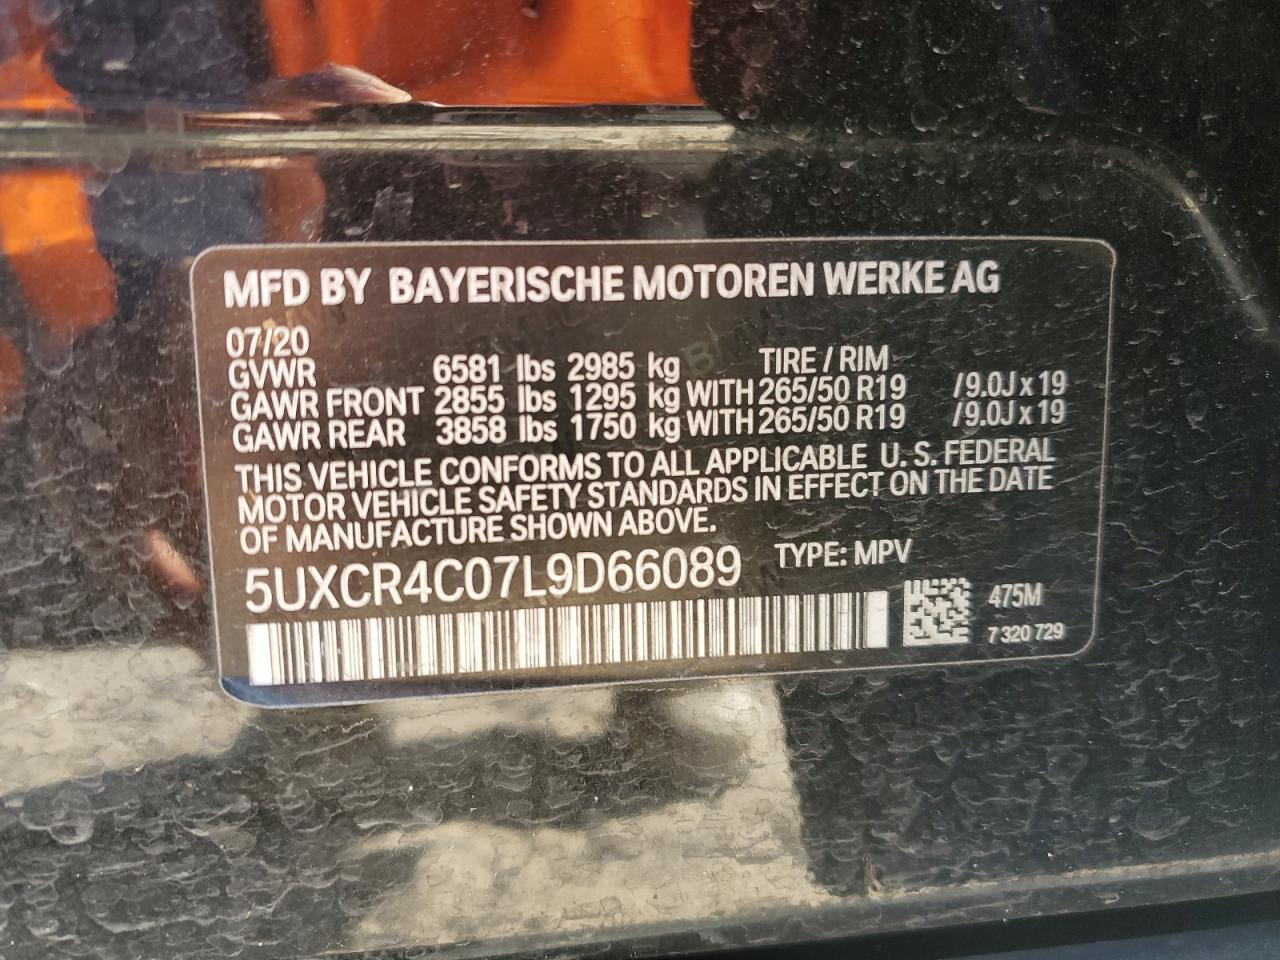 MFD BY BAYERISCHE MOTOREN WERKE AG
07/20
GVWR 6581 lbs 2985 kg TIRE / RIM
GAWR FRONT 2855 lbs 1295 kg WITH 265/50 R19 /9.0J x 19
GAWR REAR 3858 lbs 1750 kg WITH 265/50 R19 /9.0J x 19
THIS VEHICLE CONFORMS TO ALL APPLICABLE U. S. FEDERAL
MOTOR VEHICLE SAFETY STANDARDS IN EFFECT ON THE DATE
OF MANUFACTURE SHOWN ABOVE.
5UXCR4C07L9D66089 TYPE: MPV
475M
7 320 729